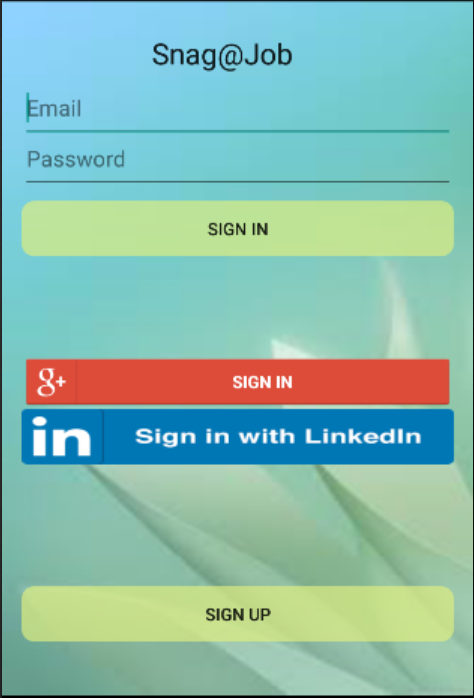 Snag@Job
Email
Password
SIGN IN
g+ SIGN IN
in Sign in with LinkedIn
SIGN UP